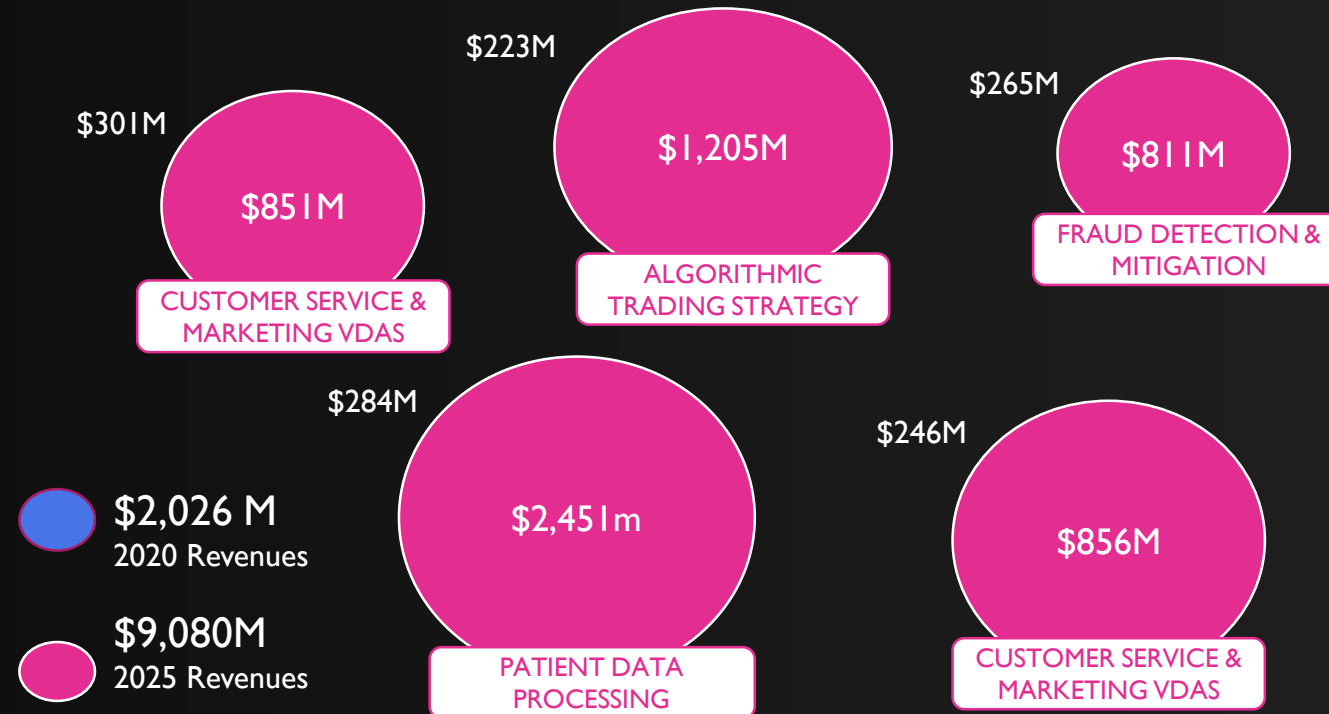 $223M
$1,205M
ALGORITHMIC
TRADING STRATEGY
$301M
$851M
CUSTOMER SERVICE &
MARKETING VDAS
$265M
$811M
FRAUD DETECTION &
MITIGATION
$284M
$2,451m
PATIENT DATA
PROCESSING
$246M
$856M
CUSTOMER SERVICE &
MARKETING VDAS
$2,026 M
2020 Revenues
$9,080M
2025 Revenues